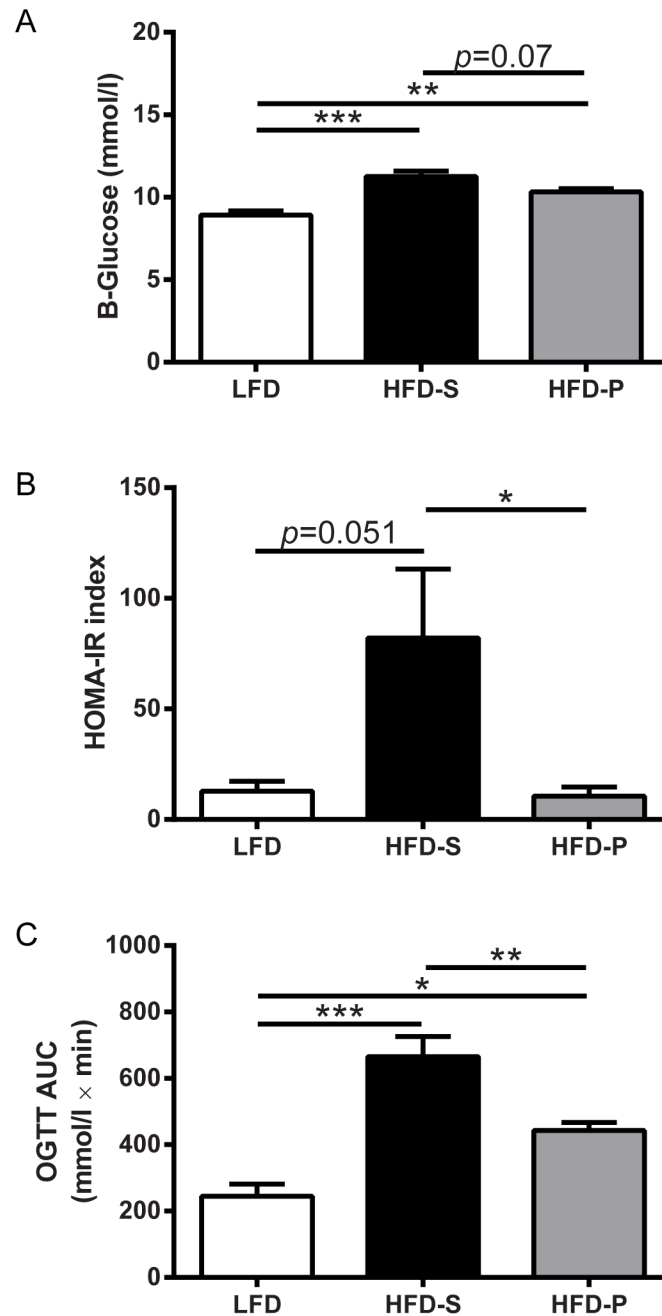 A
B-Glucose (mmol/l)
20
15
10
5
0
p=0.07
**
***
LFD
HFD-S
HFD-P
B
HOMA-IR index
150
100
50
0
*
p=0.051
LFD
HFD-S
HFD-P
C
OGTT AUC
(mmol/l × min)
1000
800
600
400
200
0
**
*
***
LFD
HFD-S
HFD-P